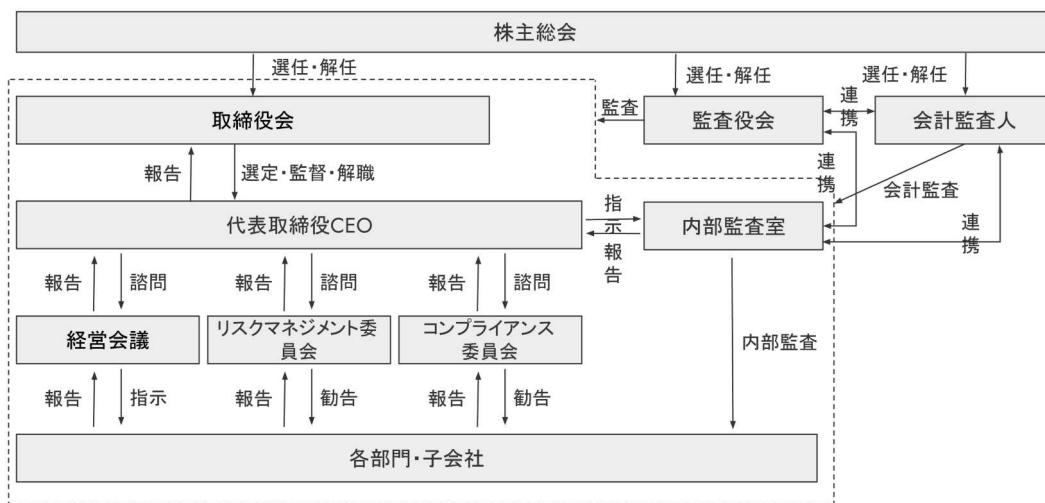 株主総会
選任・解任
選任・解任
選任・解任
取締役会
監査
監査役会
連携
会計監査人
報告
選定・監督・解職
連携
会計監査
代表取締役CEO
指示
報告
内部監査室
連携
報告
諮問
報告
諮問
報告
諮問
経営会議
リスクマネジメント委
員会
コンプライアンス
委員会
内部監査
報告
指示
報告
勧告
報告
勧告
各部門・子会社